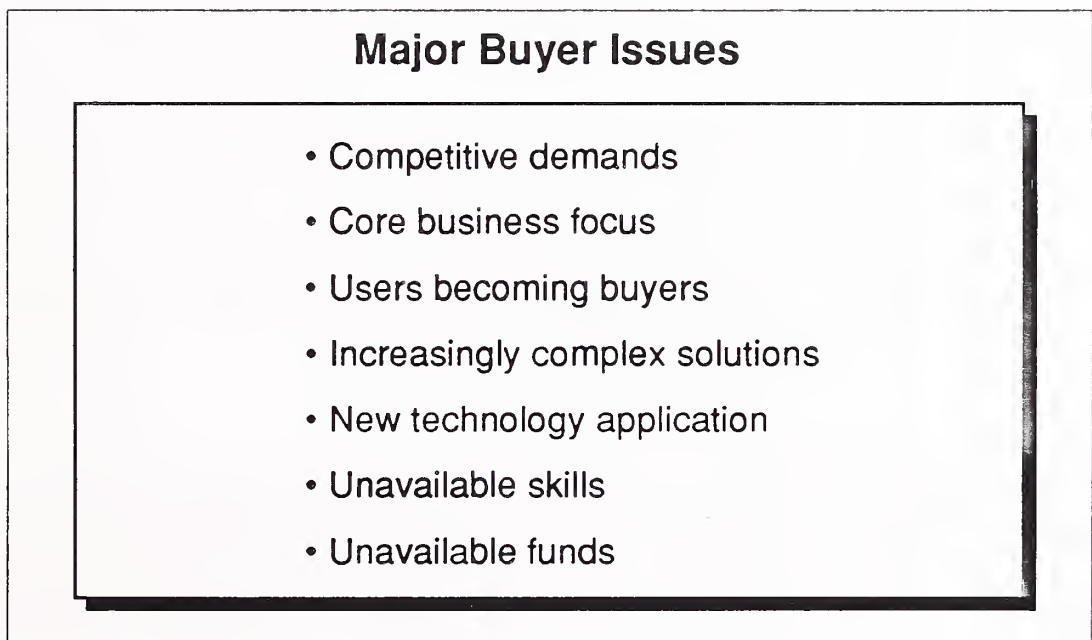 Major Buyer Issues
• Competitive demands
• Core business focus
• Users becoming buyers
• Increasingly complex solutions
• New technology application
• Unavailable skills
• Unavailable funds